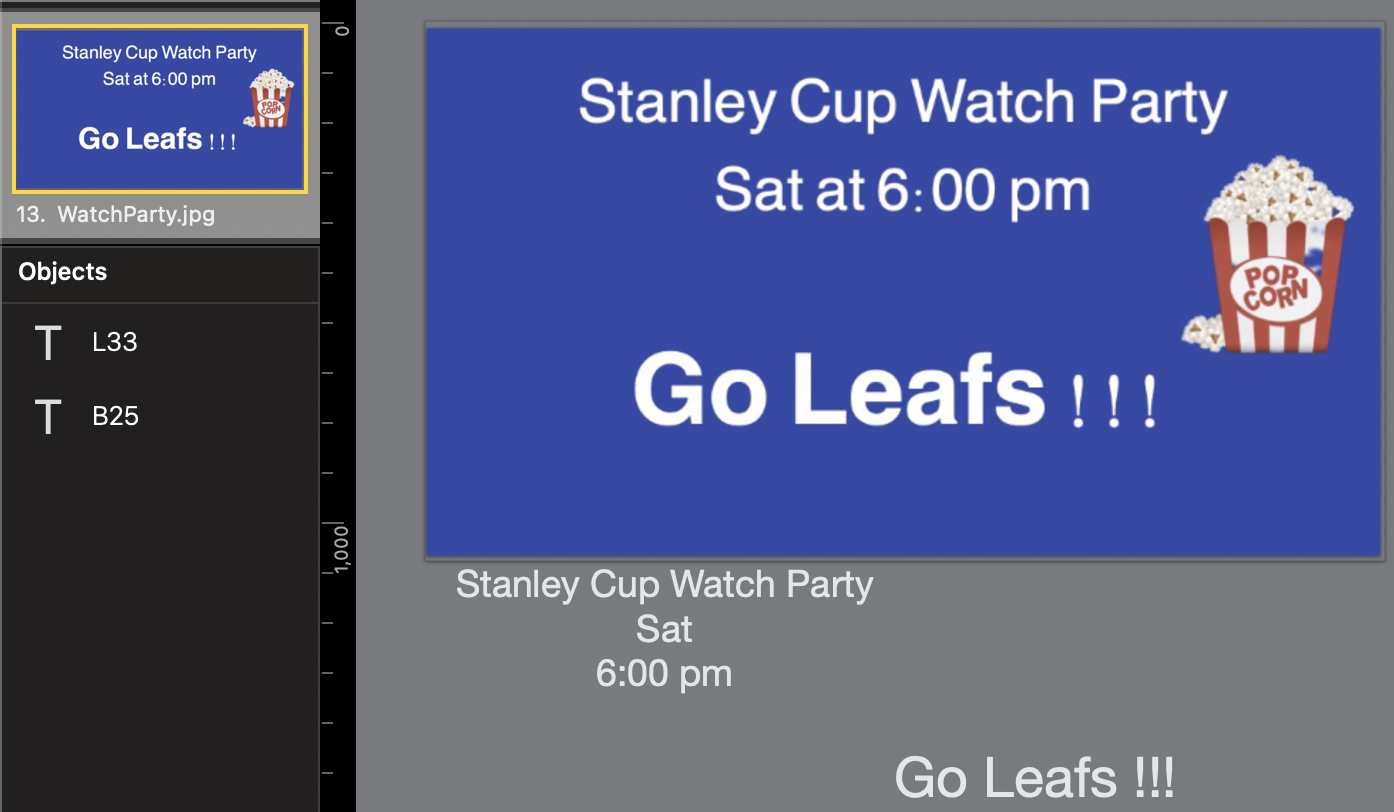 Stanley Cup Watch Party
Sat at 6:00 pm
POP
CORN
Go Leafs !!!
13. WatchParty.jpg
Objects
L33
B25
0
1,000
Stanley Cup Watch Party
Sat at 6:00 pm
POP
CORN
Go Leafs !!!
Stanley Cup Watch Party
Sat
6:00 pm
Go Leafs !!!